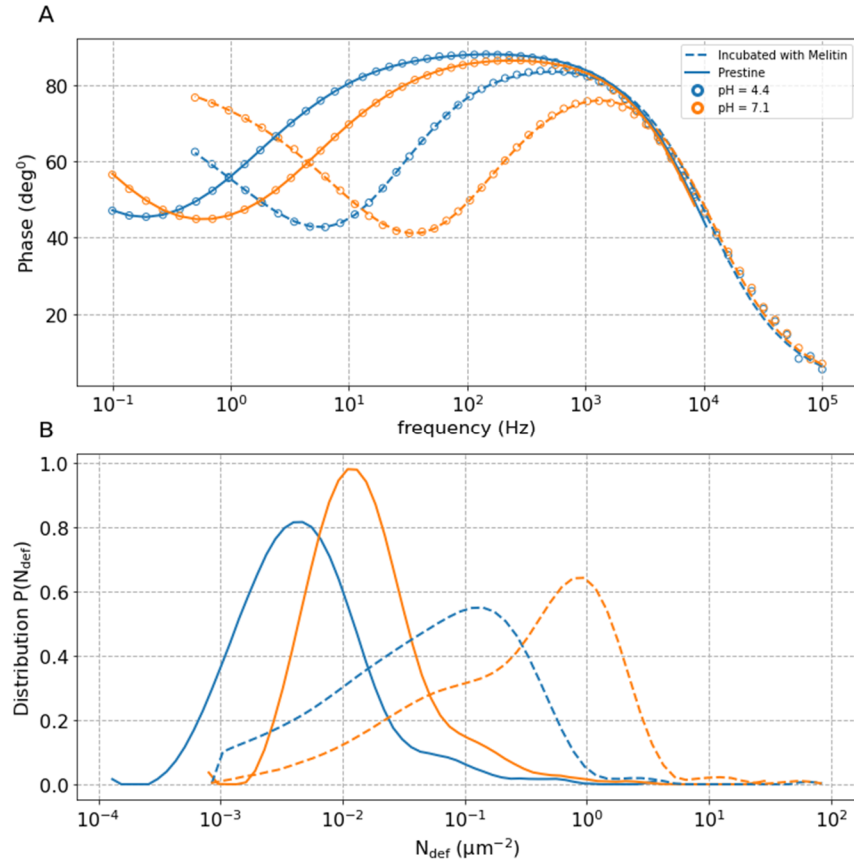 A
80
60
40
20
Phase (deg⁰)
Incubated with Melitin
Prestine
pH = 4.4
pH = 7.1
10⁻¹ 10⁰ 10¹ 10² 10³ 10⁴ 10⁵
frequency (Hz)
B
1.0
0.8
0.6
0.4
0.2
0.0
Distribution P(N_def)
10⁻⁴ 10⁻³ 10⁻² 10⁻¹ 10⁰ 10¹ 10²
N_def (μm⁻²)